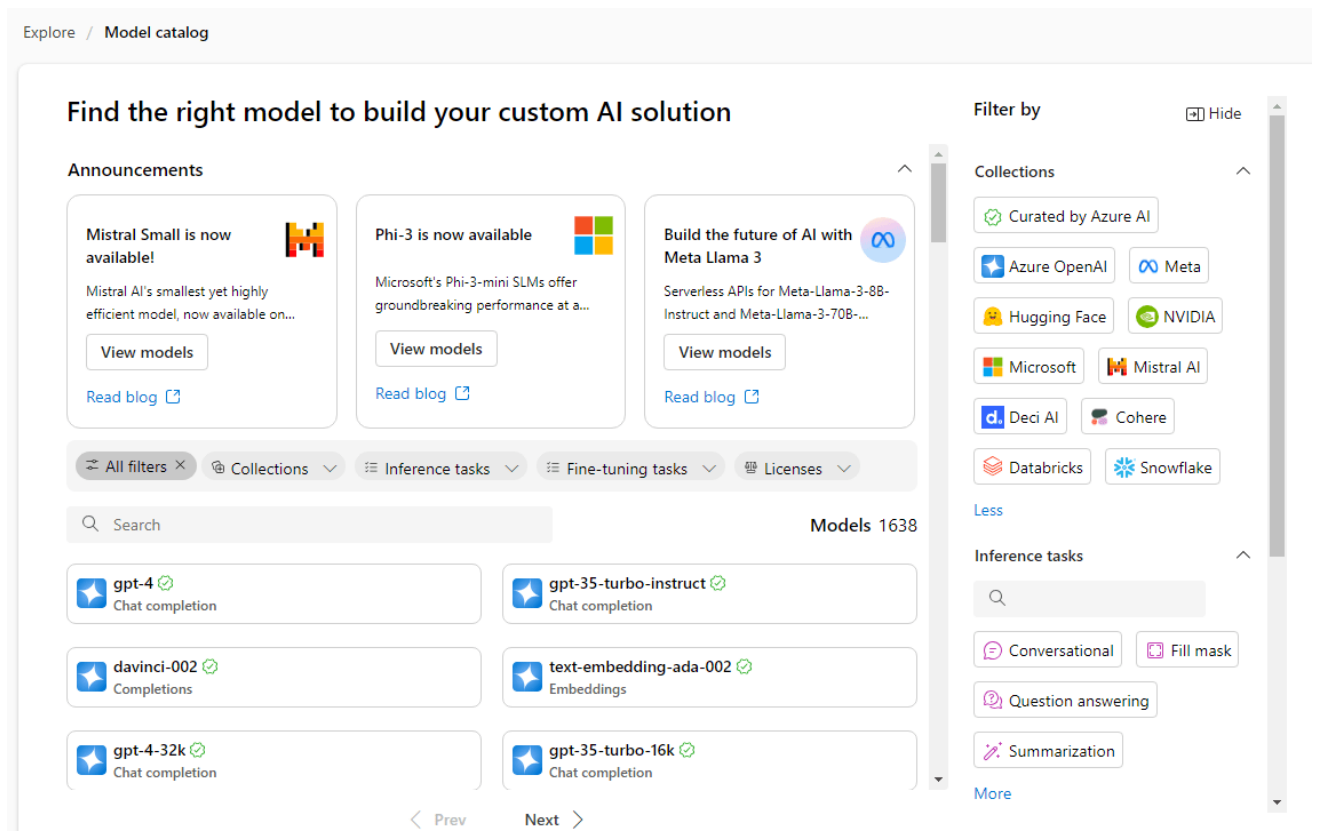 Explore / Model catalog
Find the right model to build your custom AI solution
Announcements
Mistral Small is now
available!
Mistral AI's smallest yet highly
efficient model, now available on...
View models
Read blog
Phi-3 is now available
Microsoft's Phi-3-mini SLMs offer
groundbreaking performance at a...
View models
Read blog
Build the future of AI with
Meta Llama 3
Serverless APIs for Meta-Llama-3-8B-
Instruct and Meta-Llama-3-70B-...
View models
Read blog
All filters
Collections
Inference tasks
Fine-tuning tasks
Licenses
Search
Models 1638
gpt-4
Chat completion
gpt-35-turbo-instruct
Chat completion
davinci-002
Completions
text-embedding-ada-002
Embeddings
gpt-4-32k
Chat completion
gpt-35-turbo-16k
Chat completion
Prev
Next
Filter by
Hide
Collections
Curated by Azure AI
Azure OpenAI
Meta
Hugging Face
NVIDIA
Microsoft
Mistral AI
d. Deci AI
Cohere
Databricks
Snowflake
Less
Inference tasks
Conversational
Fill mask
Question answering
Summarization
More